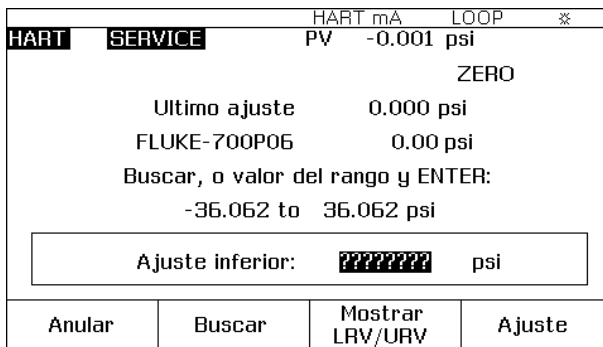 HART mA LOOP
HART SERVICE PV -0.001 psi
ZERO
Ultimo ajuste 0.000 psi
FLUKE-700P06 0.00 psi
Buscar, o valor del rango y ENTER:
-36.062 to 36.062 psi
Ajuste inferior: ???????? psi
Anular Buscar Mostrar LRV/URV Ajuste